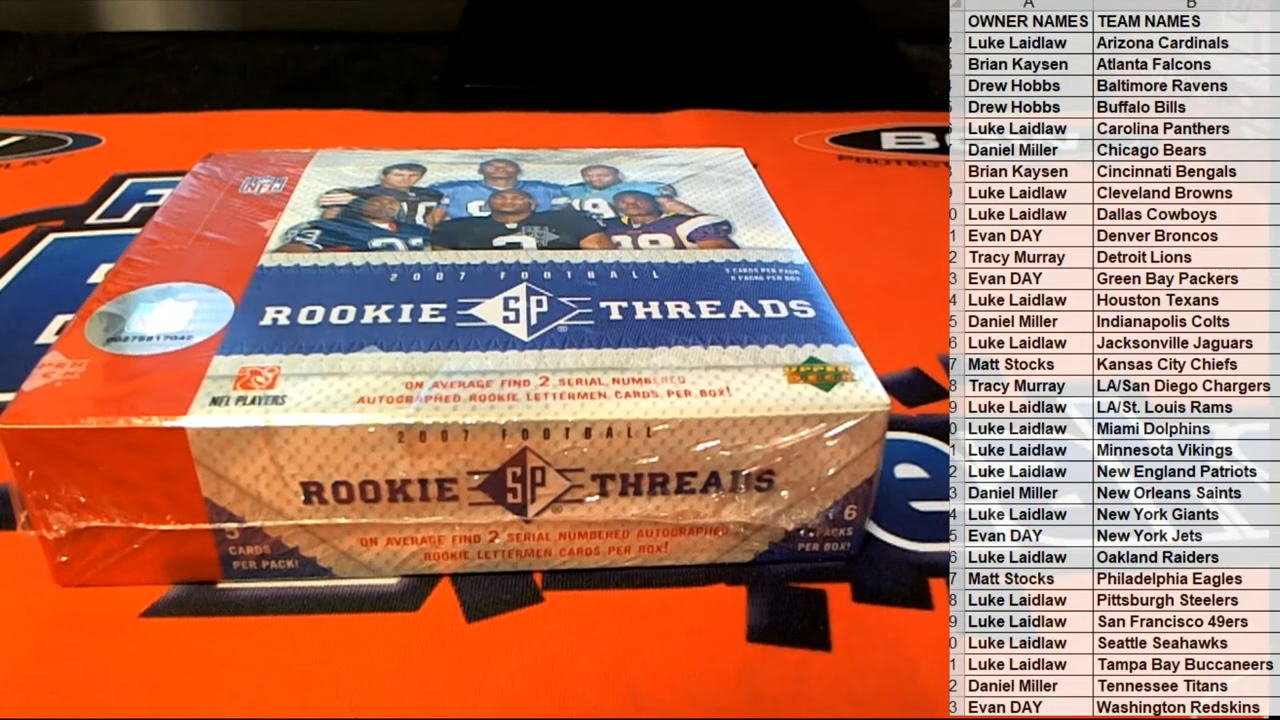 2007 FOOTBALL
5 CARDS PER PACK
6 PACKS PER BOX
ROOKIE SP THREADS
NFL
00275817042
UPPER DECK
NFL PLAYERS
ON AVERAGE FIND 2 SERIAL NUMBERED
AUTOGRAPHED ROOKIE LETTERMEN CARDS PER BOX!
2007 FOOTBALL
ROOKIE SP THREADS
5
CARDS
PER PACK!
ON AVERAGE FIND 2 SERIAL NUMBERED AUTOGRAPHED
ROOKIE LETTERMEN CARDS PER BOX!
6
PACKS
PER BOX!
A B
OWNER NAMES TEAM NAMES
Luke Laidlaw Arizona Cardinals
Brian Kaysen Atlanta Falcons
Drew Hobbs Baltimore Ravens
Drew Hobbs Buffalo Bills
Luke Laidlaw Carolina Panthers
Daniel Miller Chicago Bears
Brian Kaysen Cincinnati Bengals
Luke Laidlaw Cleveland Browns
Luke Laidlaw Dallas Cowboys
Evan DAY Denver Broncos
Tracy Murray Detroit Lions
Evan DAY Green Bay Packers
Luke Laidlaw Houston Texans
Daniel Miller Indianapolis Colts
Luke Laidlaw Jacksonville Jaguars
Matt Stocks Kansas City Chiefs
Tracy Murray LA/San Diego Chargers
Luke Laidlaw LA/St. Louis Rams
Luke Laidlaw Miami Dolphins
Luke Laidlaw Minnesota Vikings
Luke Laidlaw New England Patriots
Daniel Miller New Orleans Saints
Luke Laidlaw New York Giants
Evan DAY New York Jets
Luke Laidlaw Oakland Raiders
Matt Stocks Philadelphia Eagles
Luke Laidlaw Pittsburgh Steelers
Luke Laidlaw San Francisco 49ers
Luke Laidlaw Seattle Seahawks
Luke Laidlaw Tampa Bay Buccaneers
Daniel Miller Tennessee Titans
Evan DAY Washington Redskins